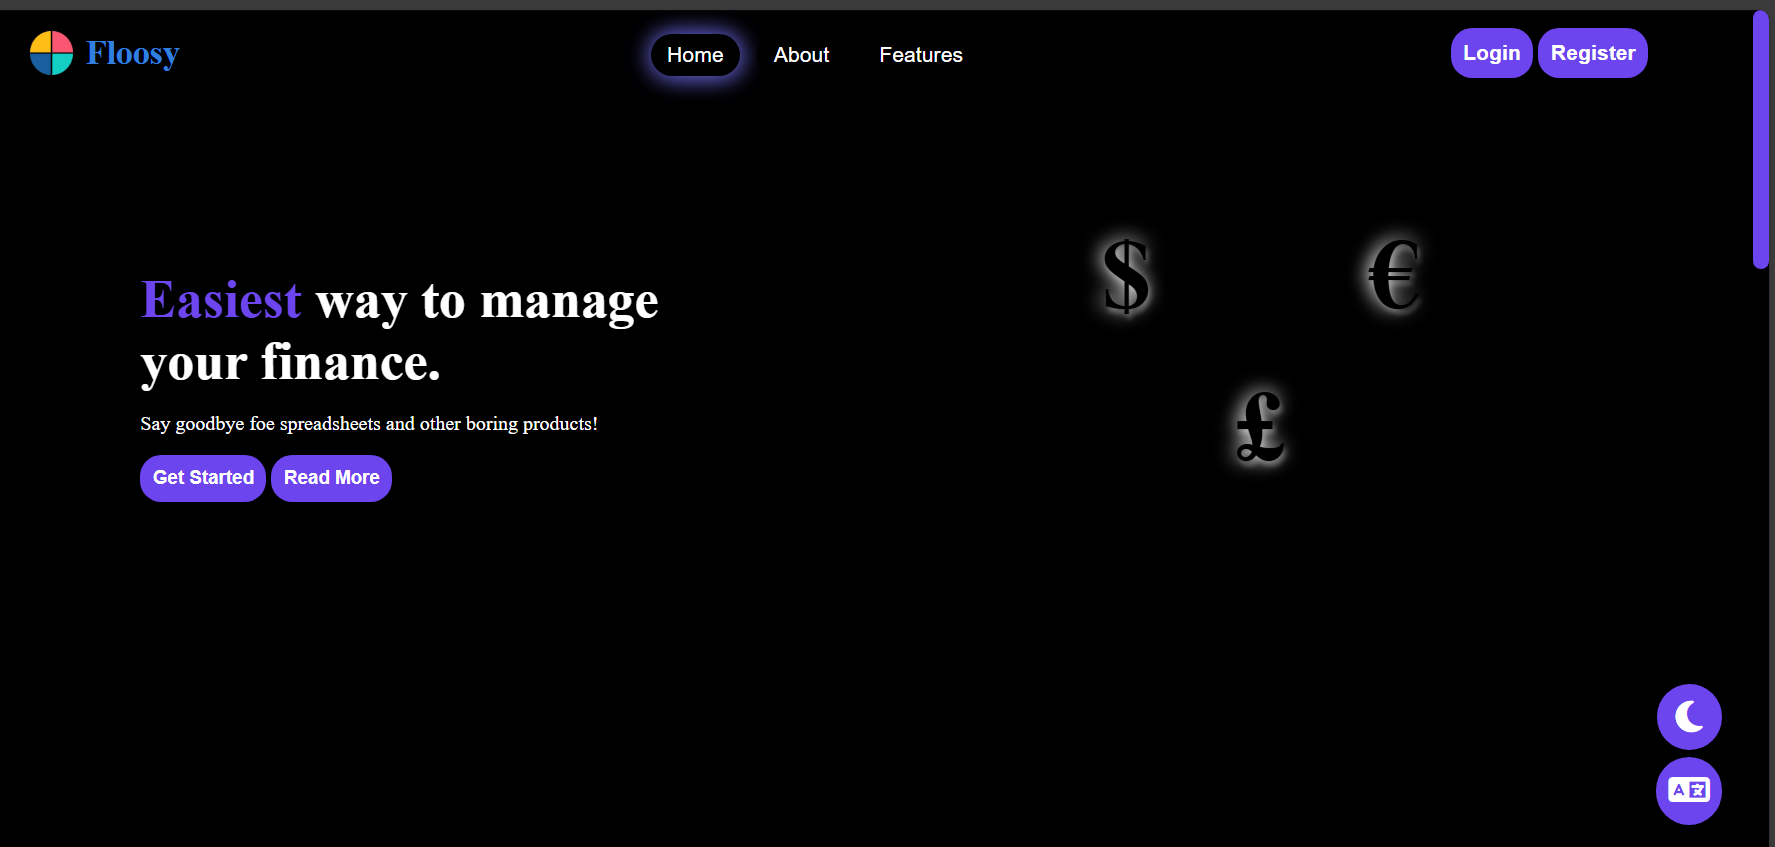 Floosy
Home About Features
Login Register
$ €
Easiest way to manage
your finance.
£
Say goodbye foe spreadsheets and other boring products!
Get Started Read More
A 文